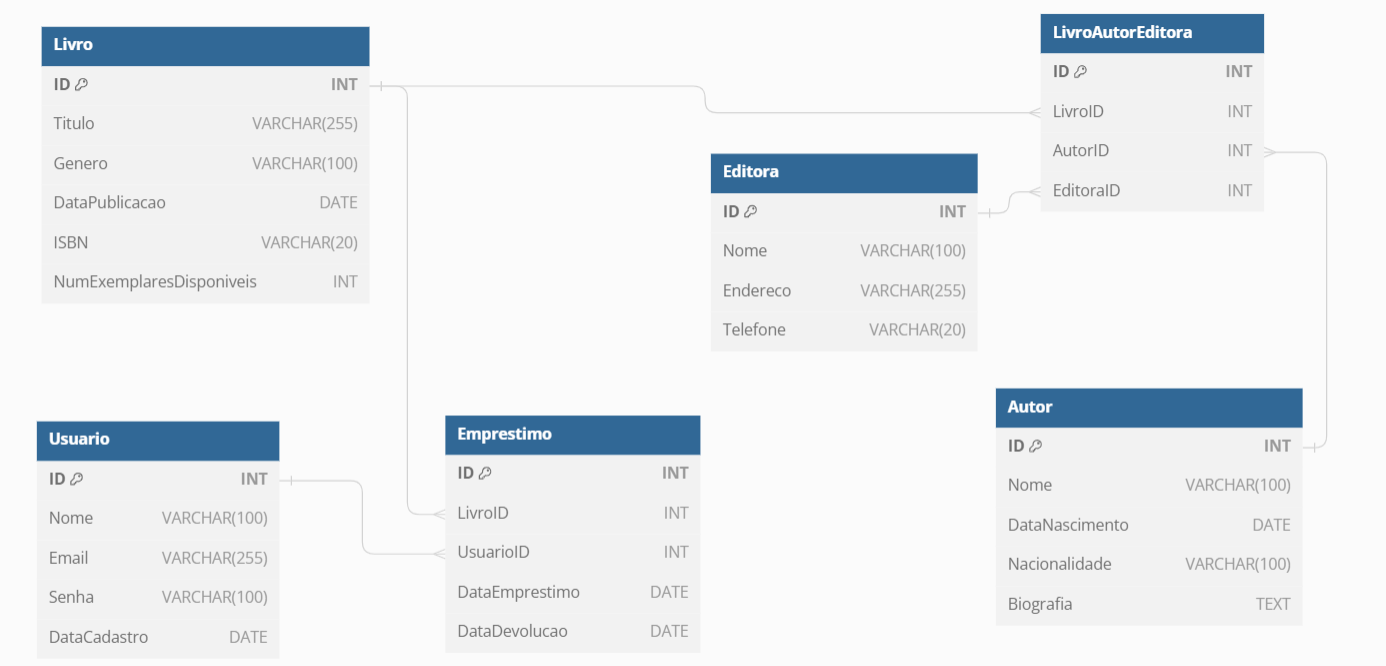 Livro
ID INT
Titulo VARCHAR(255)
Genero VARCHAR(100)
DataPublicacao DATE
ISBN VARCHAR(20)
NumExemplaresDisponiveis INT
LivroAutorEditora
ID INT
LivroID INT
AutorID INT
EditoraID INT
Editora
ID INT
Nome VARCHAR(100)
Endereco VARCHAR(255)
Telefone VARCHAR(20)
Usuario
ID INT
Nome VARCHAR(100)
Email VARCHAR(255)
Senha VARCHAR(100)
DataCadastro DATE
Emprestimo
ID INT
LivroID INT
UsuarioID INT
DataEmprestimo DATE
DataDevolucao DATE
Autor
ID INT
Nome VARCHAR(100)
DataNascimento DATE
Nacionalidade VARCHAR(100)
Biografia TEXT